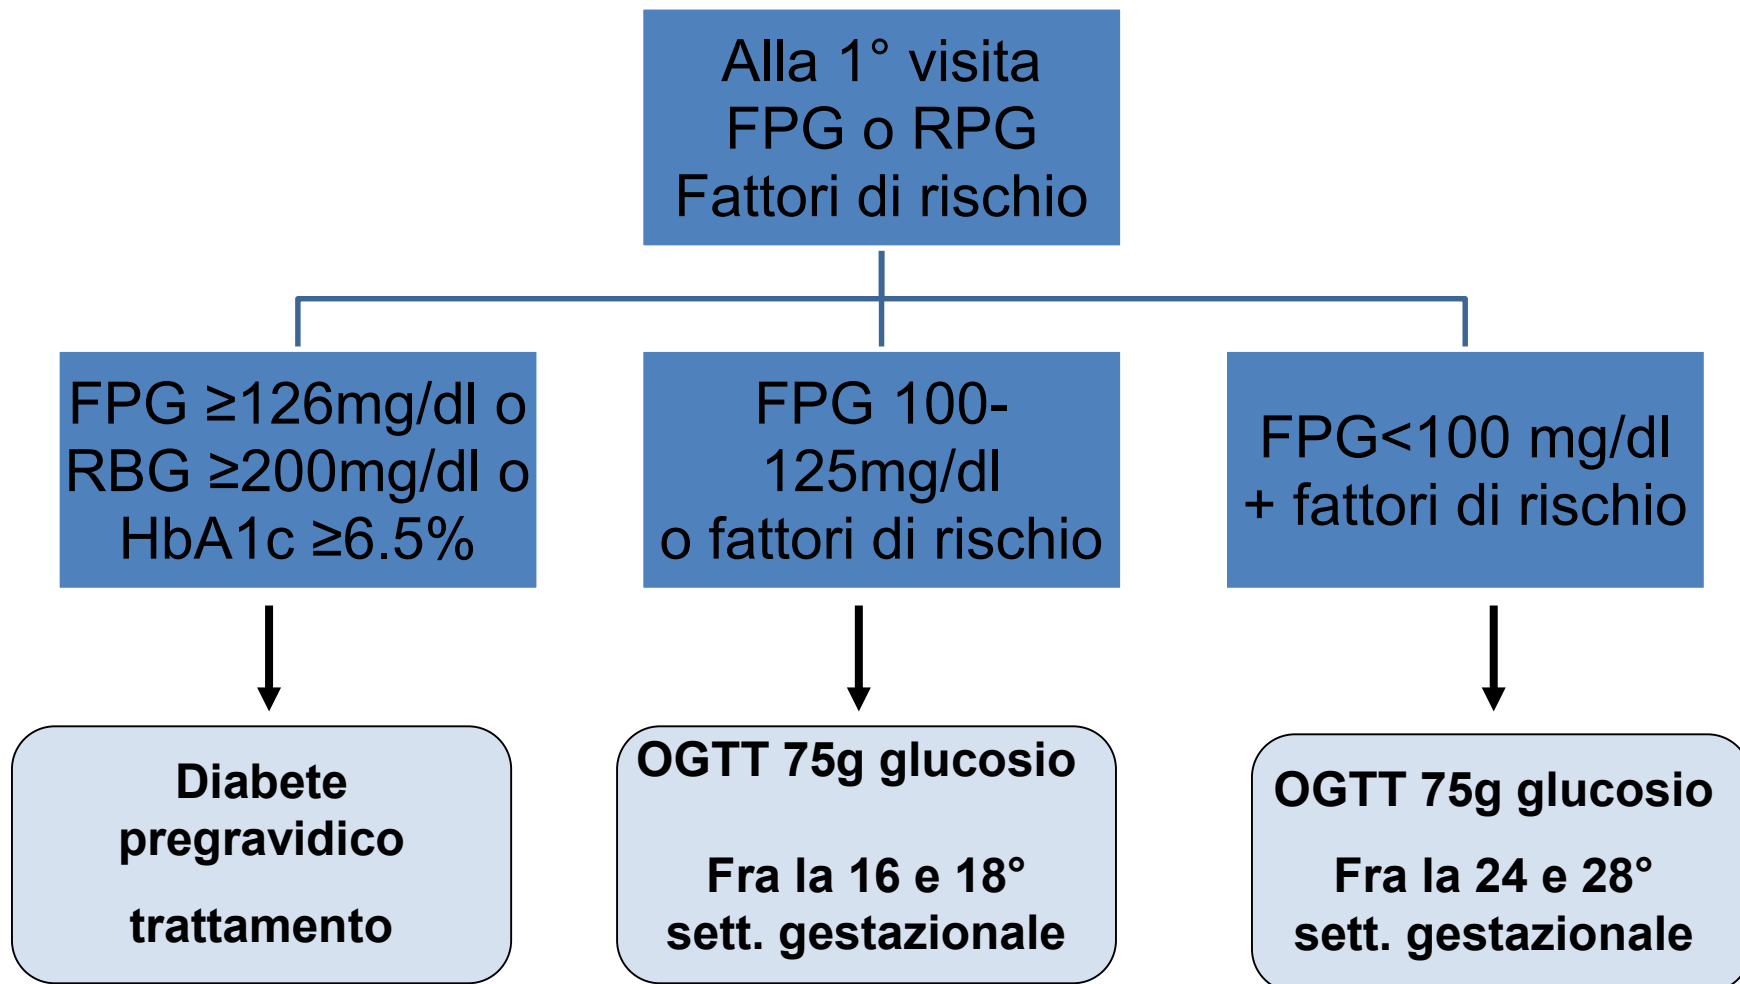 Alla 1° visita
FPG o RPG
Fattori di rischio
FPG ≥126mg/dl o
RBG ≥200mg/dl o
HbA1c ≥6.5%
FPG 100-
125mg/dl
o fattori di rischio
FPG<100 mg/dl
+ fattori di rischio
Diabete
pregravidico
trattamento
OGTT 75g glucosio
Fra la 16 e 18°
sett. gestazionale
OGTT 75g glucosio
Fra la 24 e 28°
sett. gestazionale